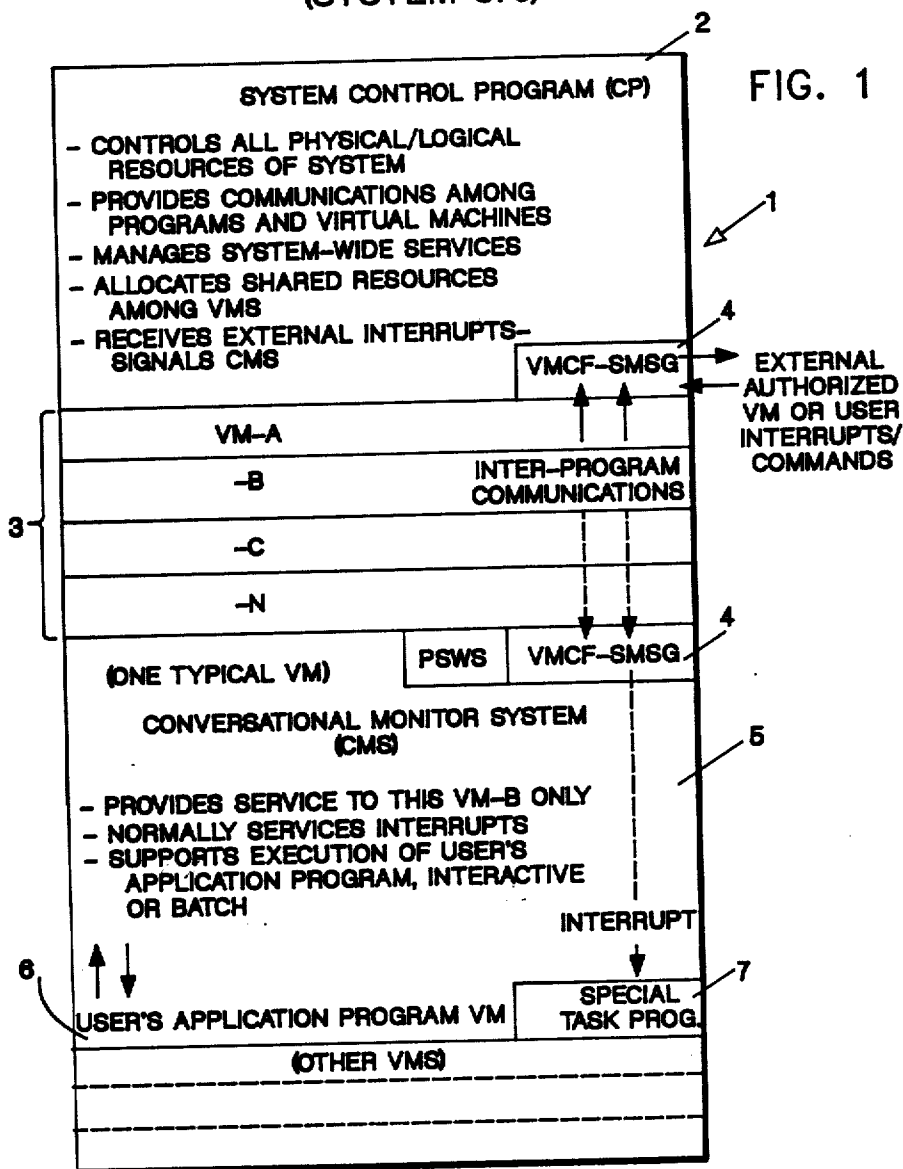 2
FIG. 1
SYSTEM CONTROL PROGRAM (CP)
- CONTROLS ALL PHYSICAL/LOGICAL
RESOURCES OF SYSTEM
- PROVIDES COMMUNICATIONS AMONG
PROGRAMS AND VIRTUAL MACHINES
- MANAGES SYSTEM-WIDE SERVICES
- ALLOCATES SHARED RESOURCES
AMONG VMS
- RECEIVES EXTERNAL INTERRUPTS-
SIGNALS CMS
1
4
VMCF-SMSG
EXTERNAL
AUTHORIZED
VM OR USER
INTERRUPTS/
COMMANDS
3
VM-A
-B
INTER-PROGRAM
COMMUNICATIONS
-C
-N
(ONE TYPICAL VM)
PSWS
VMCF-SMSG
4
CONVERSATIONAL MONITOR SYSTEM
(CMS)
5
- PROVIDES SERVICE TO THIS VM-B ONLY
- NORMALLY SERVICES INTERRUPTS
- SUPPORTS EXECUTION OF USER'S
APPLICATION PROGRAM, INTERACTIVE
OR BATCH
INTERRUPT
6
USER'S APPLICATION PROGRAM VM
SPECIAL
TASK PROG.
7
(OTHER VMS)